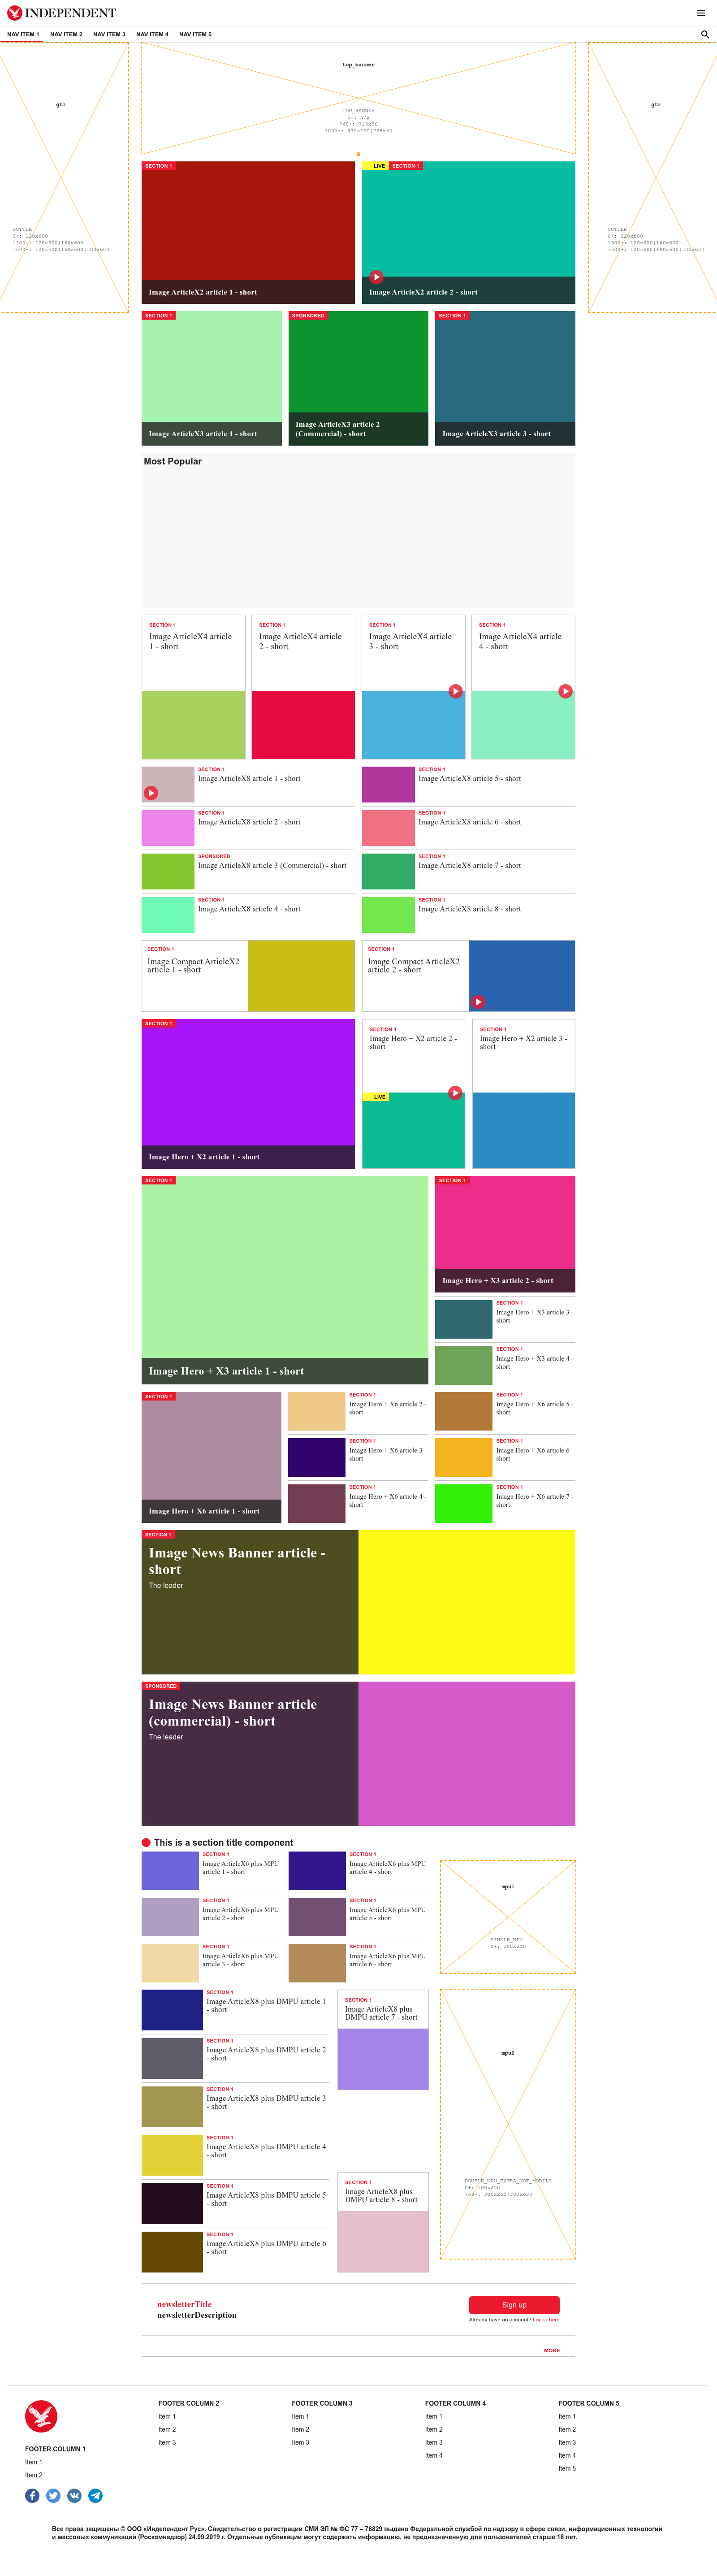 INDEPENDENT
NAV ITEM 1 NAV ITEM 2 NAV ITEM 3 NAV ITEM 4 NAV ITEM 5
top_banner
TOP_BANNER
0+: n/a
768+: 728x90
1000+: 970x250|728x90
gtl
GUTTER
0+: 120x600
1300+: 120x600|160x600
1600+: 120x600|160x600|300x600
gtr
GUTTER
0+: 120x600
1300+: 120x600|160x600
1600+: 120x600|160x600|300x600
SECTION 1
Image ArticleX2 article 1 - short
LIVE SECTION 1
Image ArticleX2 article 2 - short
SECTION 1
Image ArticleX3 article 1 - short
SPONSORED
Image ArticleX3 article 2
(Commercial) - short
SECTION 1
Image ArticleX3 article 3 - short
Most Popular
SECTION 1
Image ArticleX4 article
1 - short
SECTION 1
Image ArticleX4 article
2 - short
SECTION 1
Image ArticleX4 article
3 - short
SECTION 1
Image ArticleX4 article
4 - short
SECTION 1
Image ArticleX8 article 1 - short
SECTION 1
Image ArticleX8 article 2 - short
SPONSORED
Image ArticleX8 article 3 (Commercial) - short
SECTION 1
Image ArticleX8 article 4 - short
SECTION 1
Image ArticleX8 article 5 - short
SECTION 1
Image ArticleX8 article 6 - short
SECTION 1
Image ArticleX8 article 7 - short
SECTION 1
Image ArticleX8 article 8 - short
SECTION 1
Image Compact ArticleX2
article 1 - short
SECTION 1
Image Compact ArticleX2
article 2 - short
SECTION 1
Image Hero + X2 article 1 - short
SECTION 1
Image Hero + X2 article 2 -
short
LIVE
SECTION 1
Image Hero + X2 article 3 -
short
SECTION 1
Image Hero + X3 article 1 - short
SECTION 1
Image Hero + X3 article 2 - short
SECTION 1
Image Hero + X3 article 3 -
short
SECTION 1
Image Hero + X3 article 4 -
short
SECTION 1
Image Hero + X6 article 1 - short
SECTION 1
Image Hero + X6 article 2 -
short
SECTION 1
Image Hero + X6 article 3 -
short
SECTION 1
Image Hero + X6 article 4 -
short
SECTION 1
Image Hero + X6 article 5 -
short
SECTION 1
Image Hero + X6 article 6 -
short
SECTION 1
Image Hero + X6 article 7 -
short
SECTION 1
Image News Banner article -
short
The leader
SPONSORED
Image News Banner article
(commercial) - short
The leader
This is a section title component
SECTION 1
Image ArticleX6 plus MPU
article 1 - short
SECTION 1
Image ArticleX6 plus MPU
article 2 - short
SECTION 1
Image ArticleX6 plus MPU
article 3 - short
SECTION 1
Image ArticleX6 plus MPU
article 4 - short
SECTION 1
Image ArticleX6 plus MPU
article 5 - short
SECTION 1
Image ArticleX6 plus MPU
article 6 - short
mpu1
SINGLE_MPU
0+: 300x250
SECTION 1
Image ArticleX8 plus DMPU article 1
- short
SECTION 1
Image ArticleX8 plus DMPU article 2
- short
SECTION 1
Image ArticleX8 plus DMPU article 3
- short
SECTION 1
Image ArticleX8 plus DMPU article 4
- short
SECTION 1
Image ArticleX8 plus DMPU article 5
- short
SECTION 1
Image ArticleX8 plus DMPU article 6
- short
SECTION 1
Image ArticleX8 plus
DMPU article 7 - short
SECTION 1
Image ArticleX8 plus
DMPU article 8 - short
mpu2
DOUBLE_MPU_EXTRA_NOT_MOBILE
0+: 300x250
768+: 300x250|300x600
newsletterTitle
newsletterDescription
Sign up
Already have an account? Log in here
MORE
FOOTER COLUMN 1
Item 1
Item 2
FOOTER COLUMN 2
Item 1
Item 2
Item 3
FOOTER COLUMN 3
Item 1
Item 2
Item 3
FOOTER COLUMN 4
Item 1
Item 2
Item 3
Item 4
FOOTER COLUMN 5
Item 1
Item 2
Item 3
Item 4
Item 5
Все права защищены © ООО «Индепендент Рус». Свидетельство о регистрации СМИ ЭЛ № ФС 77 – 76829 выдано Федеральной службой по надзору в сфере связи, информационных технологий
и массовых коммуникаций (Роскомнадзор) 24.09.2019 г. Отдельные публикации могут содержать информацию, не предназначенную для пользователей старше 18 лет.